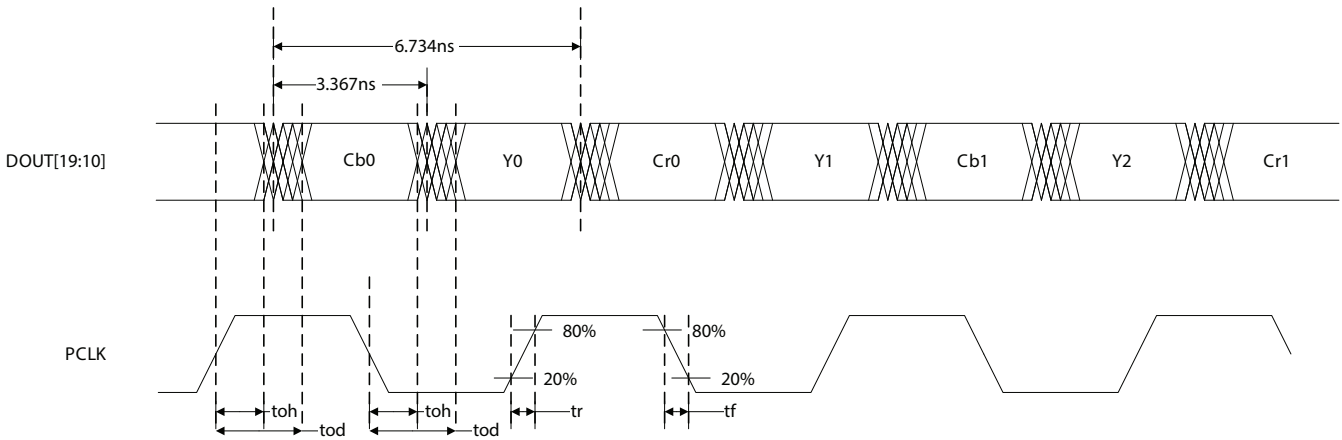 6.734ns
3.367ns
DOUT[19:10] Cb0 Y0 Cr0 Y1 Cb1 Y2 Cr1
80% 80%
PCLK
20% 20%
toh toh tr tf
tod tod